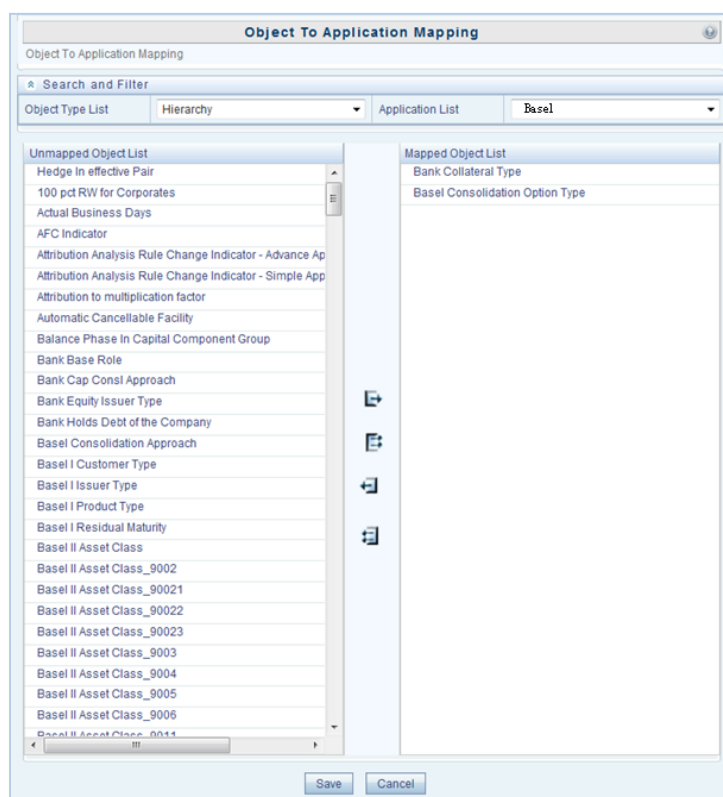 Object To Application Mapping
Object To Application Mapping
Search and Filter
Object Type List Hierarchy Application List Basel
Unmapped Object List
Hedge In effective Pair
100 pct RW for Corporates
Actual Business Days
AFC Indicator
Attribution Analysis Rule Change Indicator - Advance Ap
Attribution Analysis Rule Change Indicator - Simple App
Attribution to multiplication factor
Automatic Cancellable Facility
Balance Phase In Capital Component Group
Bank Base Role
Bank Cap Consl Approach
Bank Equity Issuer Type
Bank Holds Debt of the Company
Basel Consolidation Approach
Basel I Customer Type
Basel I Issuer Type
Basel I Product Type
Basel I Residual Maturity
Basel II Asset Class
Basel II Asset Class_9002
Basel II Asset Class_90021
Basel II Asset Class_90022
Basel II Asset Class_90023
Basel II Asset Class_9003
Basel II Asset Class_9004
Basel II Asset Class_9005
Basel II Asset Class_9006
Basel II Asset Class_9011
Mapped Object List
Bank Collateral Type
Basel Consolidation Option Type
Save Cancel